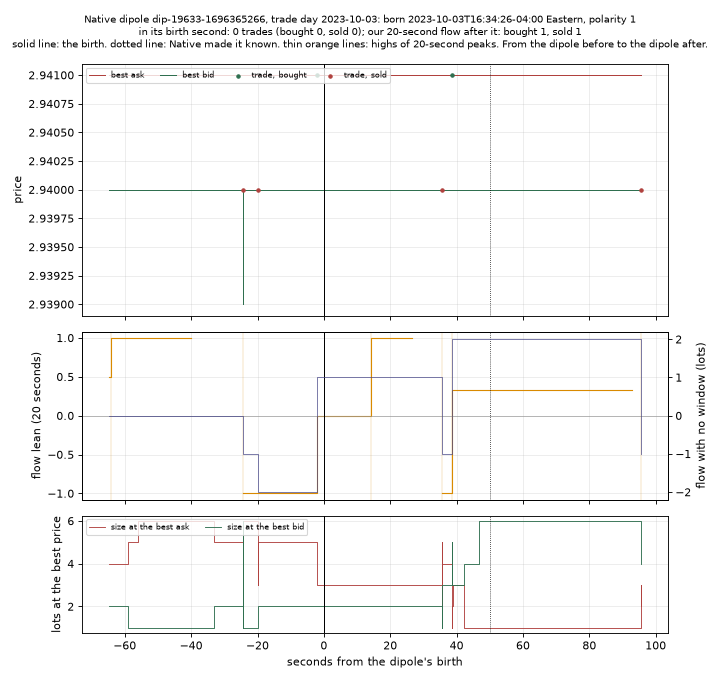 Native dipole dip-19633-1696365266, trade day 2023-10-03: born 2023-10-03T16:34:26-04:00 Eastern, polarity 1
in its birth second: 0 trades (bought 0, sold 0); our 20-second flow after it: bought 1, sold 1
solid line: the birth. dotted line: Native made it known. thin orange lines: highs of 20-second peaks. From the dipole before to the dipole after.
best ask
best bid
trade, bought
trade, sold
2.94100
2.94075
2.94050
2.94025
2.94000
2.93975
2.93950
2.93925
2.93900
price
1.0
0.5
0.0
−0.5
−1.0
flow lean (20 seconds)
2
1
0
−1
−2
flow with no window (lots)
size at the best ask
size at the best bid
6
4
2
lots at the best price
−60
−40
−20
0
20
40
60
80
100
seconds from the dipole's birth